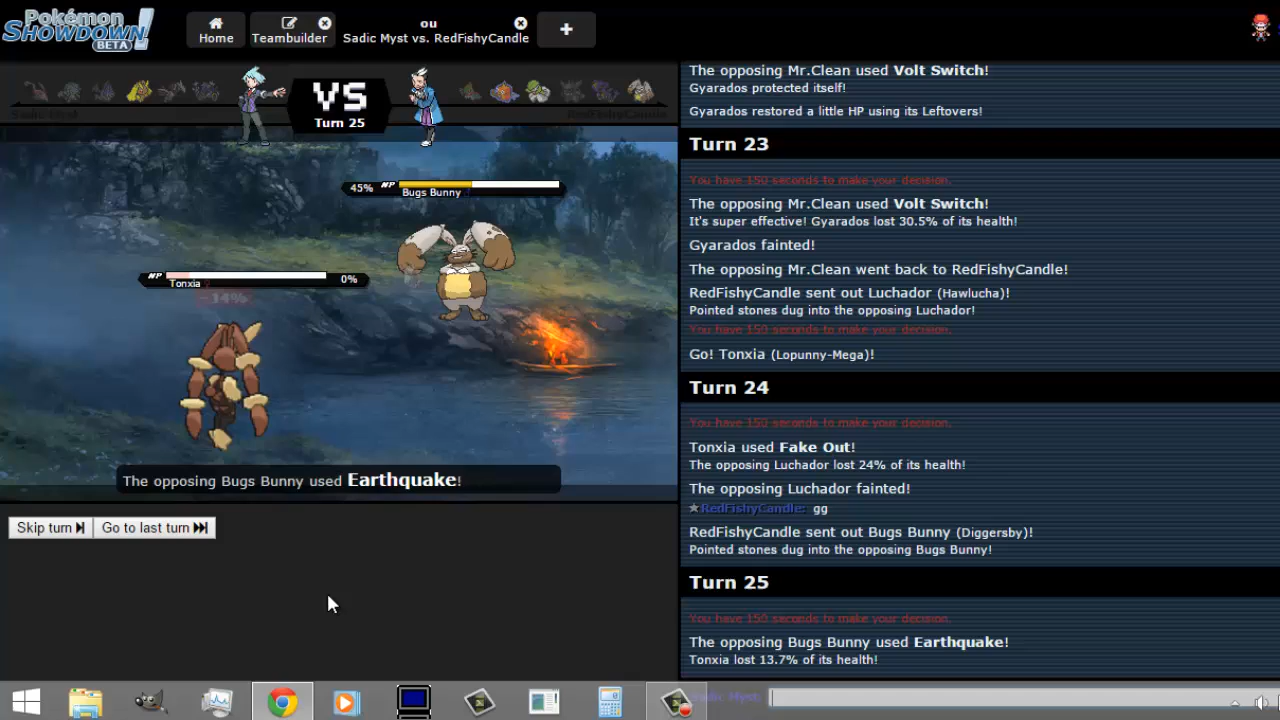 Pokémon
SHOWDOWN!
BETA
Home
Teambuilder
ou
Sadic Myst vs. RedFishyCandle
+
VS
Turn 25
45% NP
Bugs Bunny
NP 0%
Tonxia
-14%
The opposing Bugs Bunny used Earthquake!
Skip turn
Go to last turn
The opposing Mr.Clean used Volt Switch!
Gyarados protected itself!
Gyarados restored a little HP using its Leftovers!
Turn 23
You have 150 seconds to make your decision.
The opposing Mr.Clean used Volt Switch!
It's super effective! Gyarados lost 30.5% of its health!
Gyarados fainted!
The opposing Mr.Clean went back to RedFishyCandle!
RedFishyCandle sent out Luchador (Hawlucha)!
Pointed stones dug into the opposing Luchador!
You have 150 seconds to make your decision.
Go! Tonxia (Lopunny-Mega)!
Turn 24
You have 150 seconds to make your decision.
Tonxia used Fake Out!
The opposing Luchador lost 24% of its health!
The opposing Luchador fainted!
★RedFishyCandle: gg
RedFishyCandle sent out Bugs Bunny (Diggersby)!
Pointed stones dug into the opposing Bugs Bunny!
Turn 25
You have 150 seconds to make your decision.
The opposing Bugs Bunny used Earthquake!
Tonxia lost 13.7% of its health!
Sadic Myst: